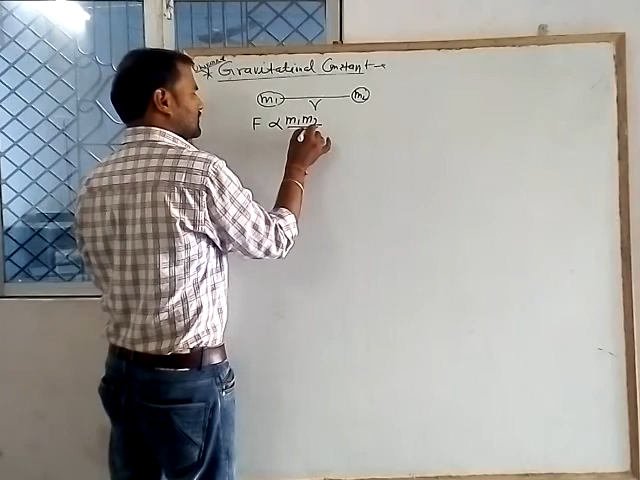 * Gravitational Constant →
m₁ r m₂
F ∝ m₁m₂